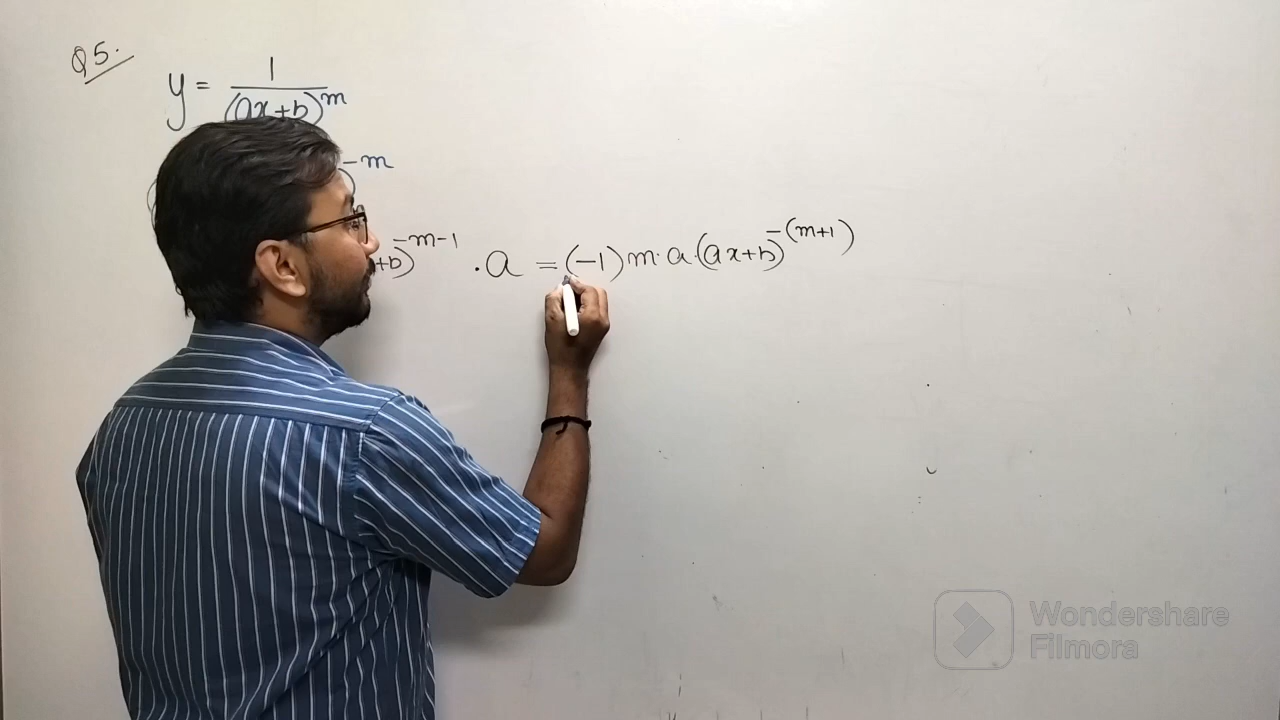 Q5.
y = 1/(ax+b)^m
)^-m
+b)^-m-1 . a = (-1) m. a. (ax+b)^-(m+1)
Wondershare
Filmora